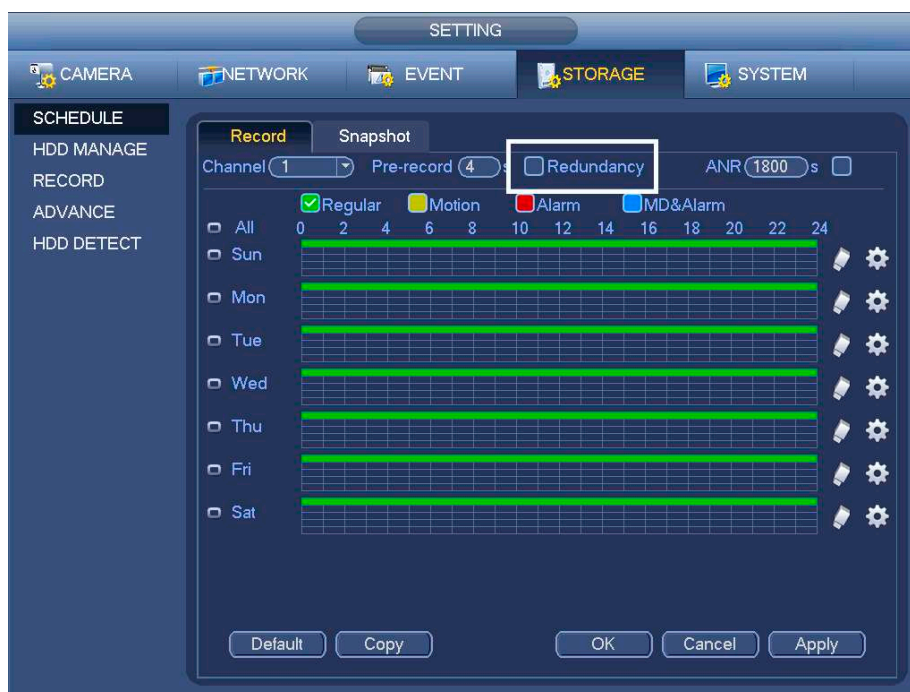 SETTING
CAMERA NETWORK EVENT STORAGE SYSTEM
SCHEDULE
HDD MANAGE
RECORD
ADVANCE
HDD DETECT
Record Snapshot
Channel 1 Pre-record 4 s Redundancy ANR 1800 s
Regular Motion Alarm MD&Alarm
All 0 2 4 6 8 10 12 14 16 18 20 22 24
Sun
Mon
Tue
Wed
Thu
Fri
Sat
Default Copy OK Cancel Apply